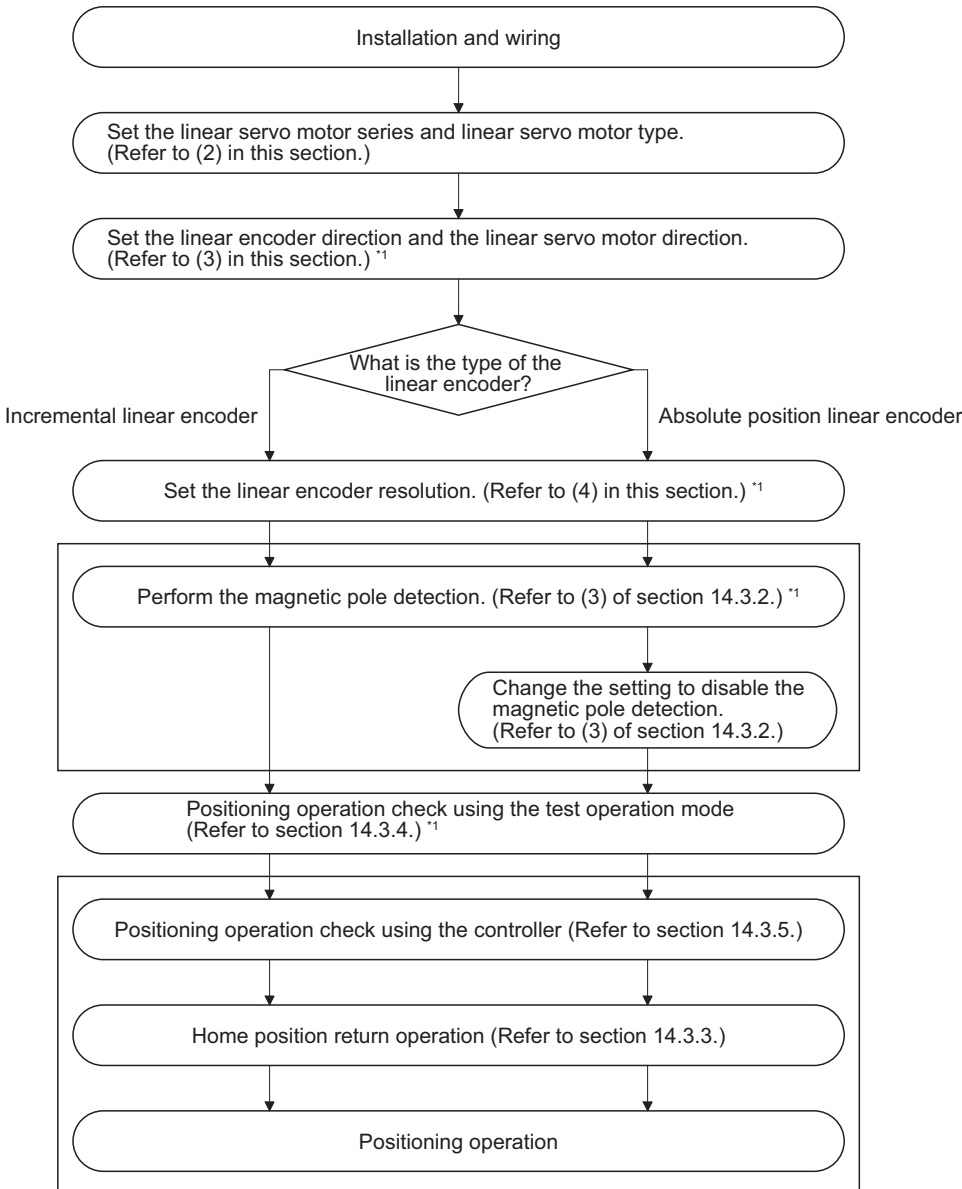 Installation and wiring
Set the linear servo motor series and linear servo motor type.
(Refer to (2) in this section.)
Set the linear encoder direction and the linear servo motor direction.
(Refer to (3) in this section.) *1
What is the type of the
linear encoder?
Incremental linear encoder
Absolute position linear encoder
Set the linear encoder resolution. (Refer to (4) in this section.) *1
Perform the magnetic pole detection. (Refer to (3) of section 14.3.2.) *1
Change the setting to disable the
magnetic pole detection.
(Refer to (3) of section 14.3.2.)
Positioning operation check using the test operation mode
(Refer to section 14.3.4.) *1
Positioning operation check using the controller (Refer to section 14.3.5.)
Home position return operation (Refer to section 14.3.3.)
Positioning operation